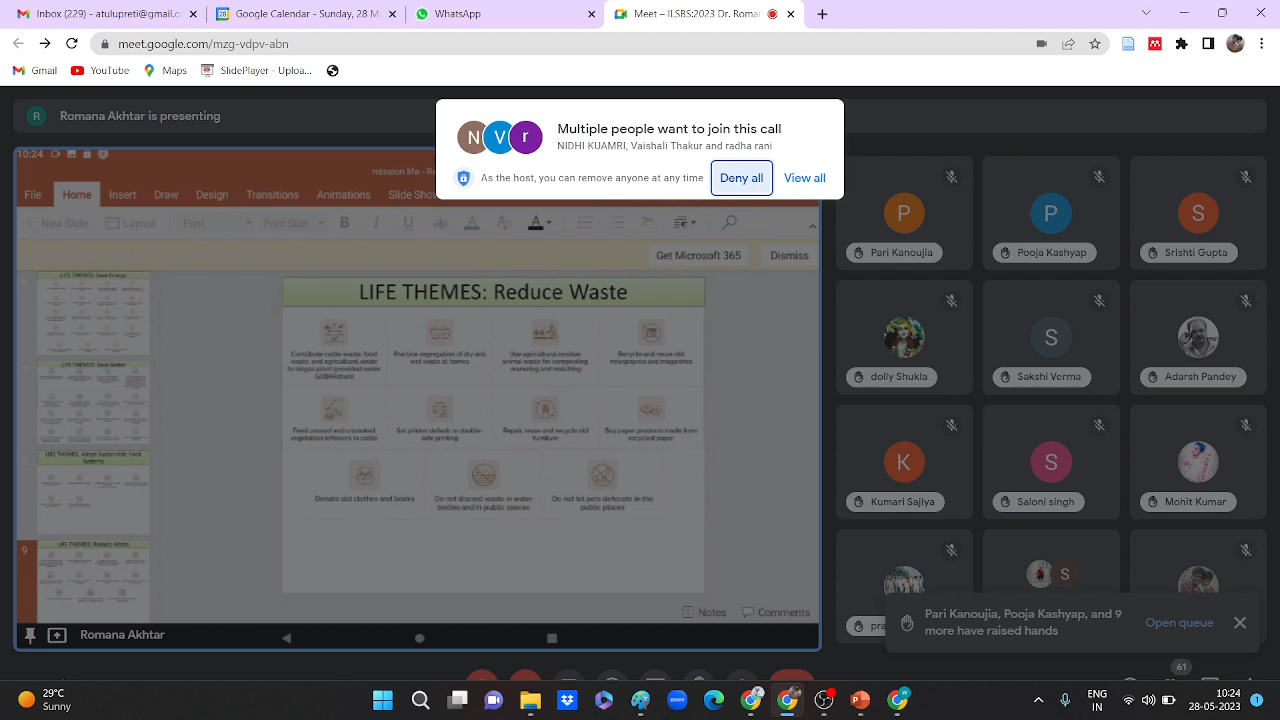 Inbox (229) - atulupreti@gmail.c
Google Calendar - Sunday, 28 M
WhatsApp
Meet – ILSBS:2023 Dr. Roma
meet.google.com/mzg-vdpv-abn
Gmail
YouTube
Maps
SlidePlayer - Uploa...
R
Romana Akhtar is presenting
N V r
Multiple people want to join this call
NIDHI KUAMRI, Vaishali Thakur and radha rani
As the host, you can remove anyone at any time
Deny all
View all
10:24
mission life - Re
File
Home
Insert
Draw
Design
Transitions
Animations
Slide Show
New Slide
Layout
Font
Font Size
B I U ab A A
Get Microsoft 365
Dismiss
LIFE THEMES: Save Energy
LIFE THEMES: Save Water
LIFE THEMES: Adopt Sustainable Food
Systems
9
LIFE THEMES: Reduce Waste
LIFE THEMES: Reduce Waste
Contribute cattle waste, food
waste, and agricultural waste
to biogas plant (provided under
GOBARdhan)
Practice segregation of dry and
wet waste at homes
Use agricultural residue,
animal waste for composting,
manuring and mulching
Recycle and reuse old
newspapers and magazines
Feed unused and uncooked
vegetables leftovers to cattle
Set printer default to double-
side printing
Repair, reuse and recycle old
furniture
Buy paper products made from
recycled paper
Donate old clothes and books
Do not discard waste in water
bodies and in public spaces
Do not let pets defecate in the
public places
Notes
Comments
Romana Akhtar
P
Pari Kanoujia
P
Pooja Kashyap
S
Srishti Gupta
dolly Shukla
S
Sakshi Verma
Adarsh Pandey
K
Kumari Sajiya
S
Saloni singh
Mohit Kumar
S
pra
Pari Kanoujia, Pooja Kashyap, and 9
more have raised hands
Open queue
61
29°C
Sunny
zoom
ENG
IN
10:24
28-05-2023
1